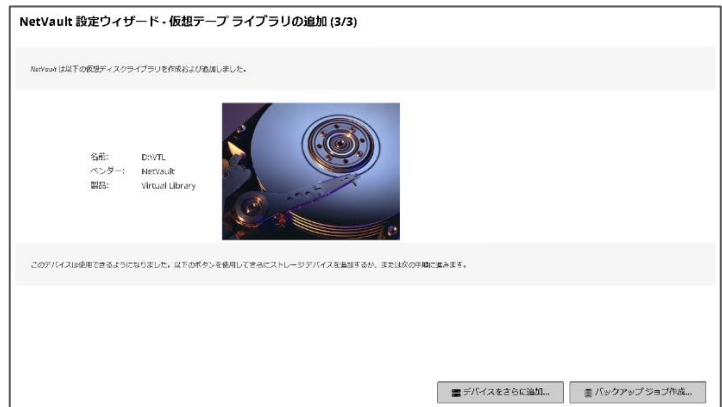 NetVault 設定ウィザード - 仮想テープ ライブラリの追加 (3/3)
NetVault は以下の仮想ディスクライブラリを作成および追加しました。
名前: D:\VTL
ベンダー: NetVault
製品: Virtual Library
このデバイスは使用できるようになりました。以下のボタンを使用してさらにストレージデバイスを追加するか、または次の手順に進みます。
デバイスをさらに追加...
バックアップ ジョブ作成...